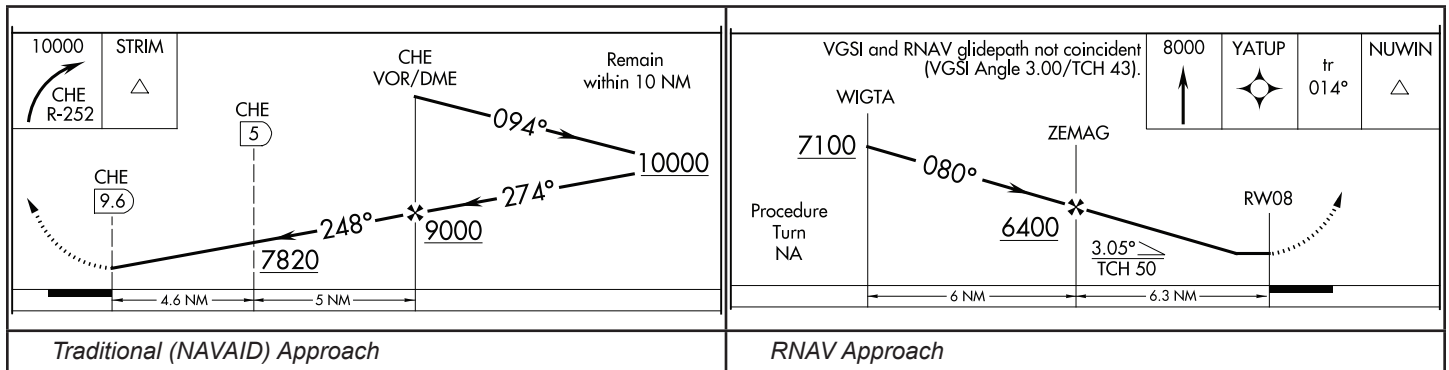 10000
CHE
R-252
STRIM
CHE
VOR/DME
Remain
within 10 NM
094°
10000
274°
CHE
5
CHE
9.6
248°
9000
7820
4.6 NM
5 NM
Traditional (NAVAID) Approach
VGSI and RNAV glidepath not coincident
(VGSI Angle 3.00/TCH 43).
8000
YATUP
tr
014°
NUWIN
WIGTA
7100
080°
ZEMAG
Procedure
Turn
NA
6400
RW08
3.05°
TCH 50
6 NM
6.3 NM
RNAV Approach